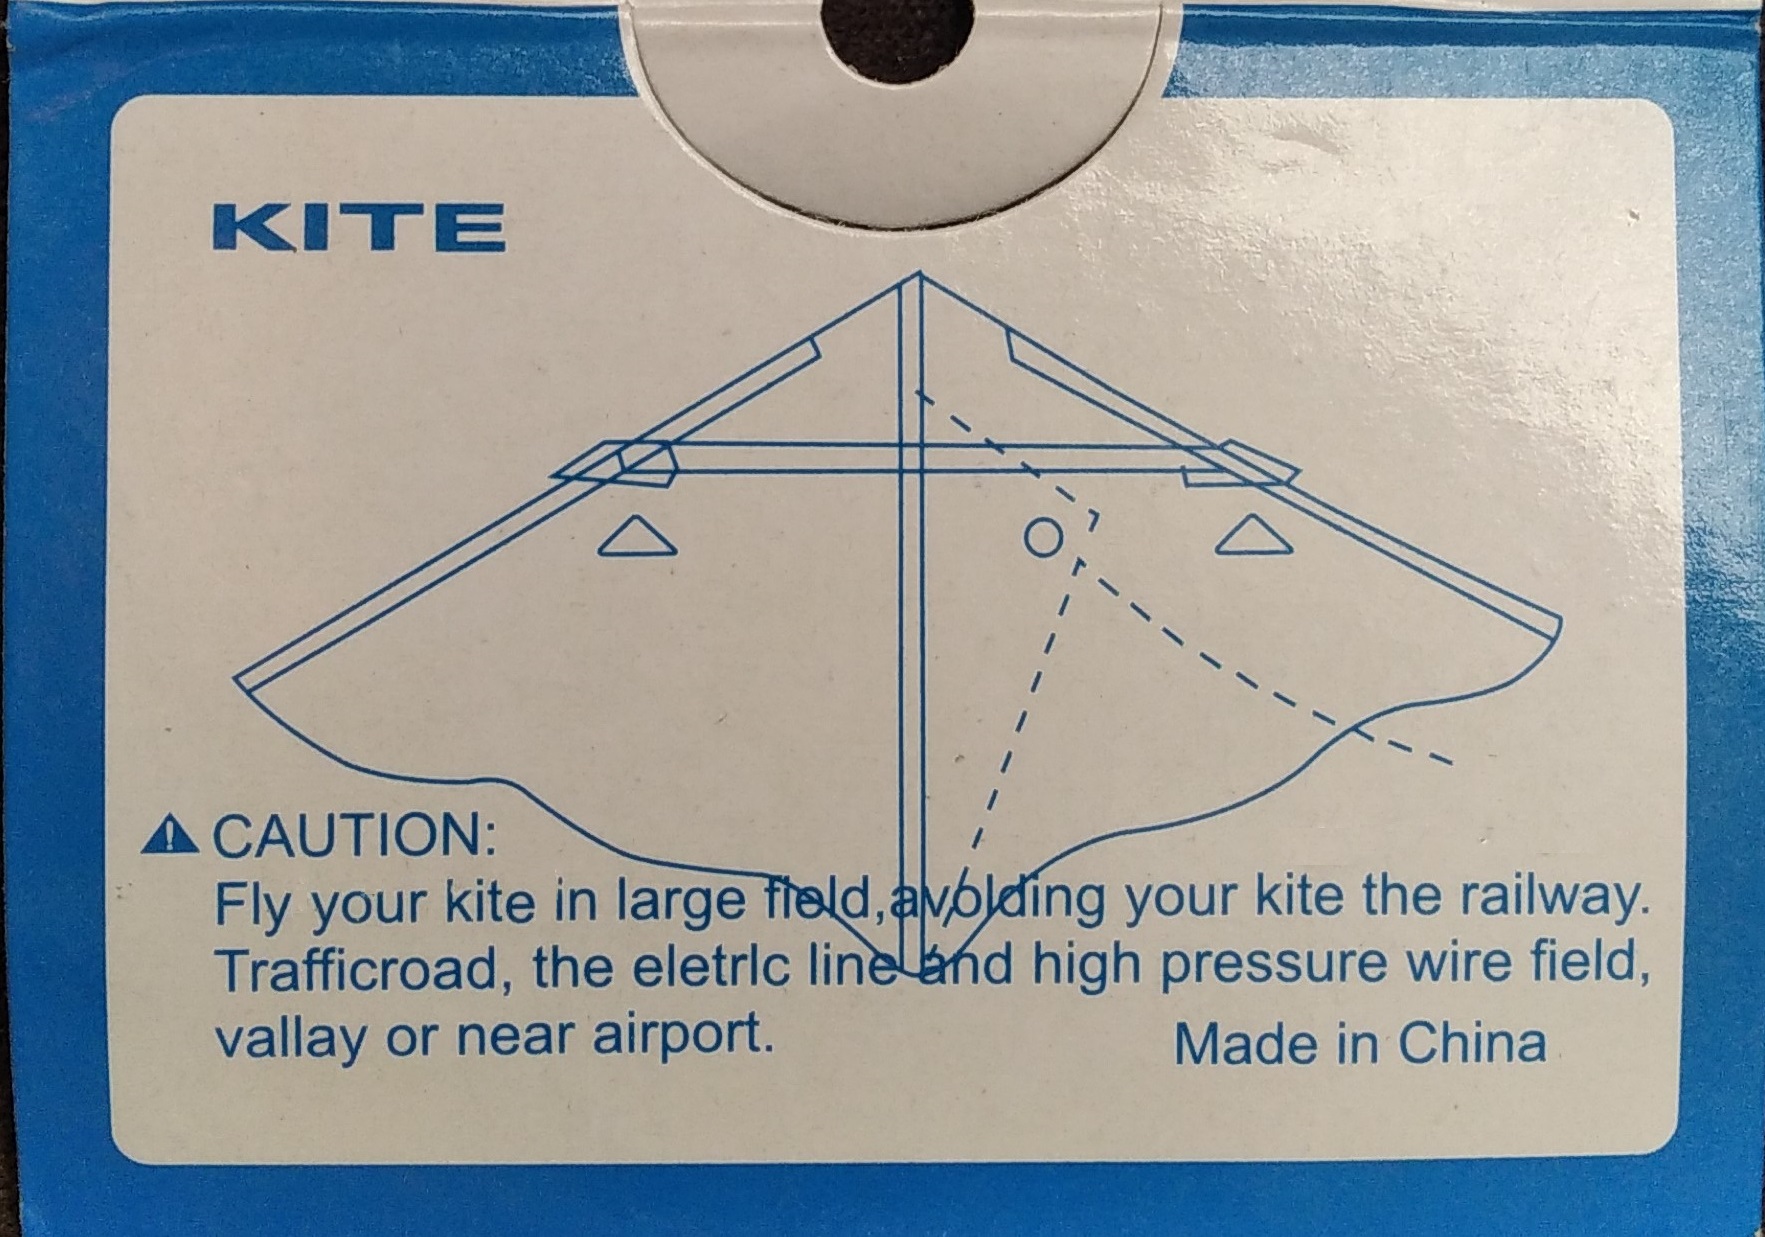 KITE
CAUTION:
Fly your kite in large field,avolding your kite the railway.
Trafficroad, the eletrlc line and high pressure wire field,
vallay or near airport.
Made in China